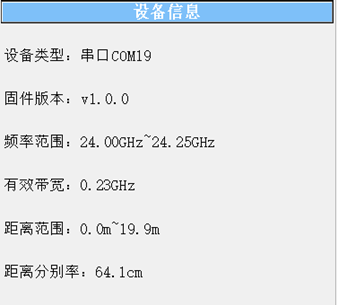 设备信息
设备类型：串口COM19
固件版本：v1.0.0
频率范围：24.00GHz~24.25GHz
有效带宽：0.23GHz
距离范围：0.0m~19.9m
距离分别率：64.1cm